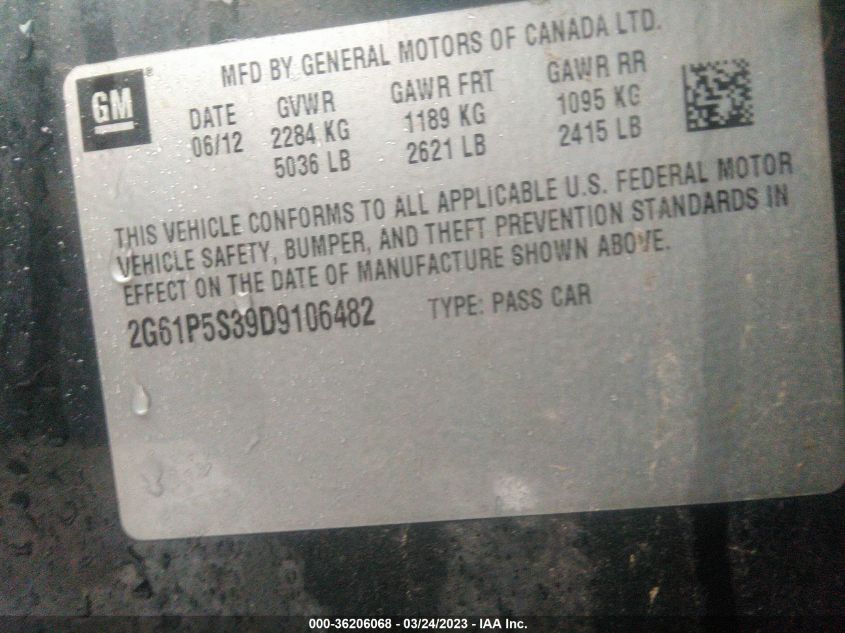 MFD BY GENERAL MOTORS OF CANADA LTD.
GM
DATE GVWR GAWR FRT GAWR RR
06/12 2284 KG 1189 KG 1095 KG
5036 LB 2621 LB 2415 LB
THIS VEHICLE CONFORMS TO ALL APPLICABLE U.S. FEDERAL MOTOR
VEHICLE SAFETY, BUMPER, AND THEFT PREVENTION STANDARDS IN
EFFECT ON THE DATE OF MANUFACTURE SHOWN ABOVE.
2G61P5S39D9106482 TYPE: PASS CAR
000-36206068 - 03/24/2023 - IAA Inc.